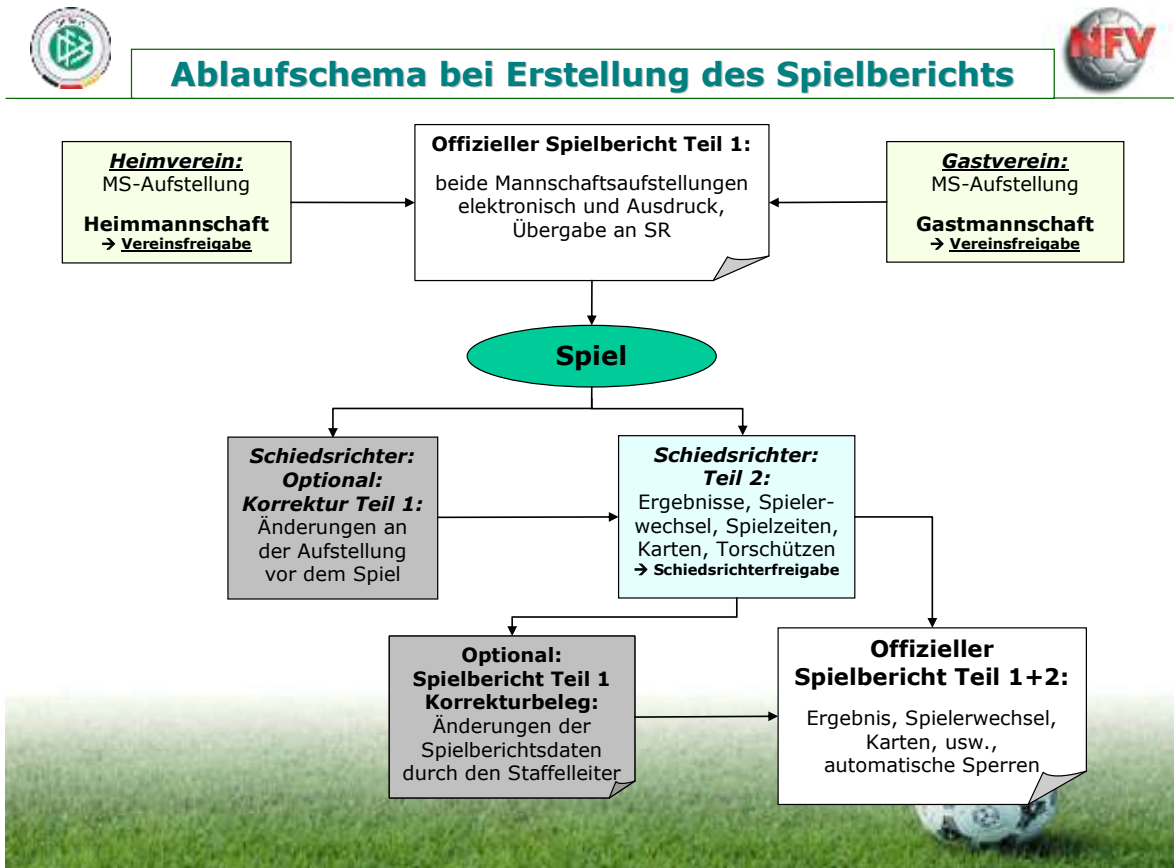 Ablaufschema bei Erstellung des Spielberichts
NFV
Heimverein:
MS-Aufstellung
Heimmannschaft
→ Vereinsfreigabe
Offizieller Spielbericht Teil 1:
beide Mannschaftsaufstellungen
elektronisch und Ausdruck,
Übergabe an SR
Gastverein:
MS-Aufstellung
Gastmannschaft
→ Vereinsfreigabe
Spiel
Schiedsrichter:
Optional:
Korrektur Teil 1:
Änderungen an
der Aufstellung
vor dem Spiel
Schiedsrichter:
Teil 2:
Ergebnisse, Spieler-
wechsel, Spielzeiten,
Karten, Torschützen
→ Schiedsrichterfreigabe
Optional:
Spielbericht Teil 1
Korrekturbeleg:
Änderungen der
Spielberichtsdaten
durch den Staffelleiter
Offizieller
Spielbericht Teil 1+2:
Ergebnis, Spielerwechsel,
Karten, usw.,
automatische Sperren